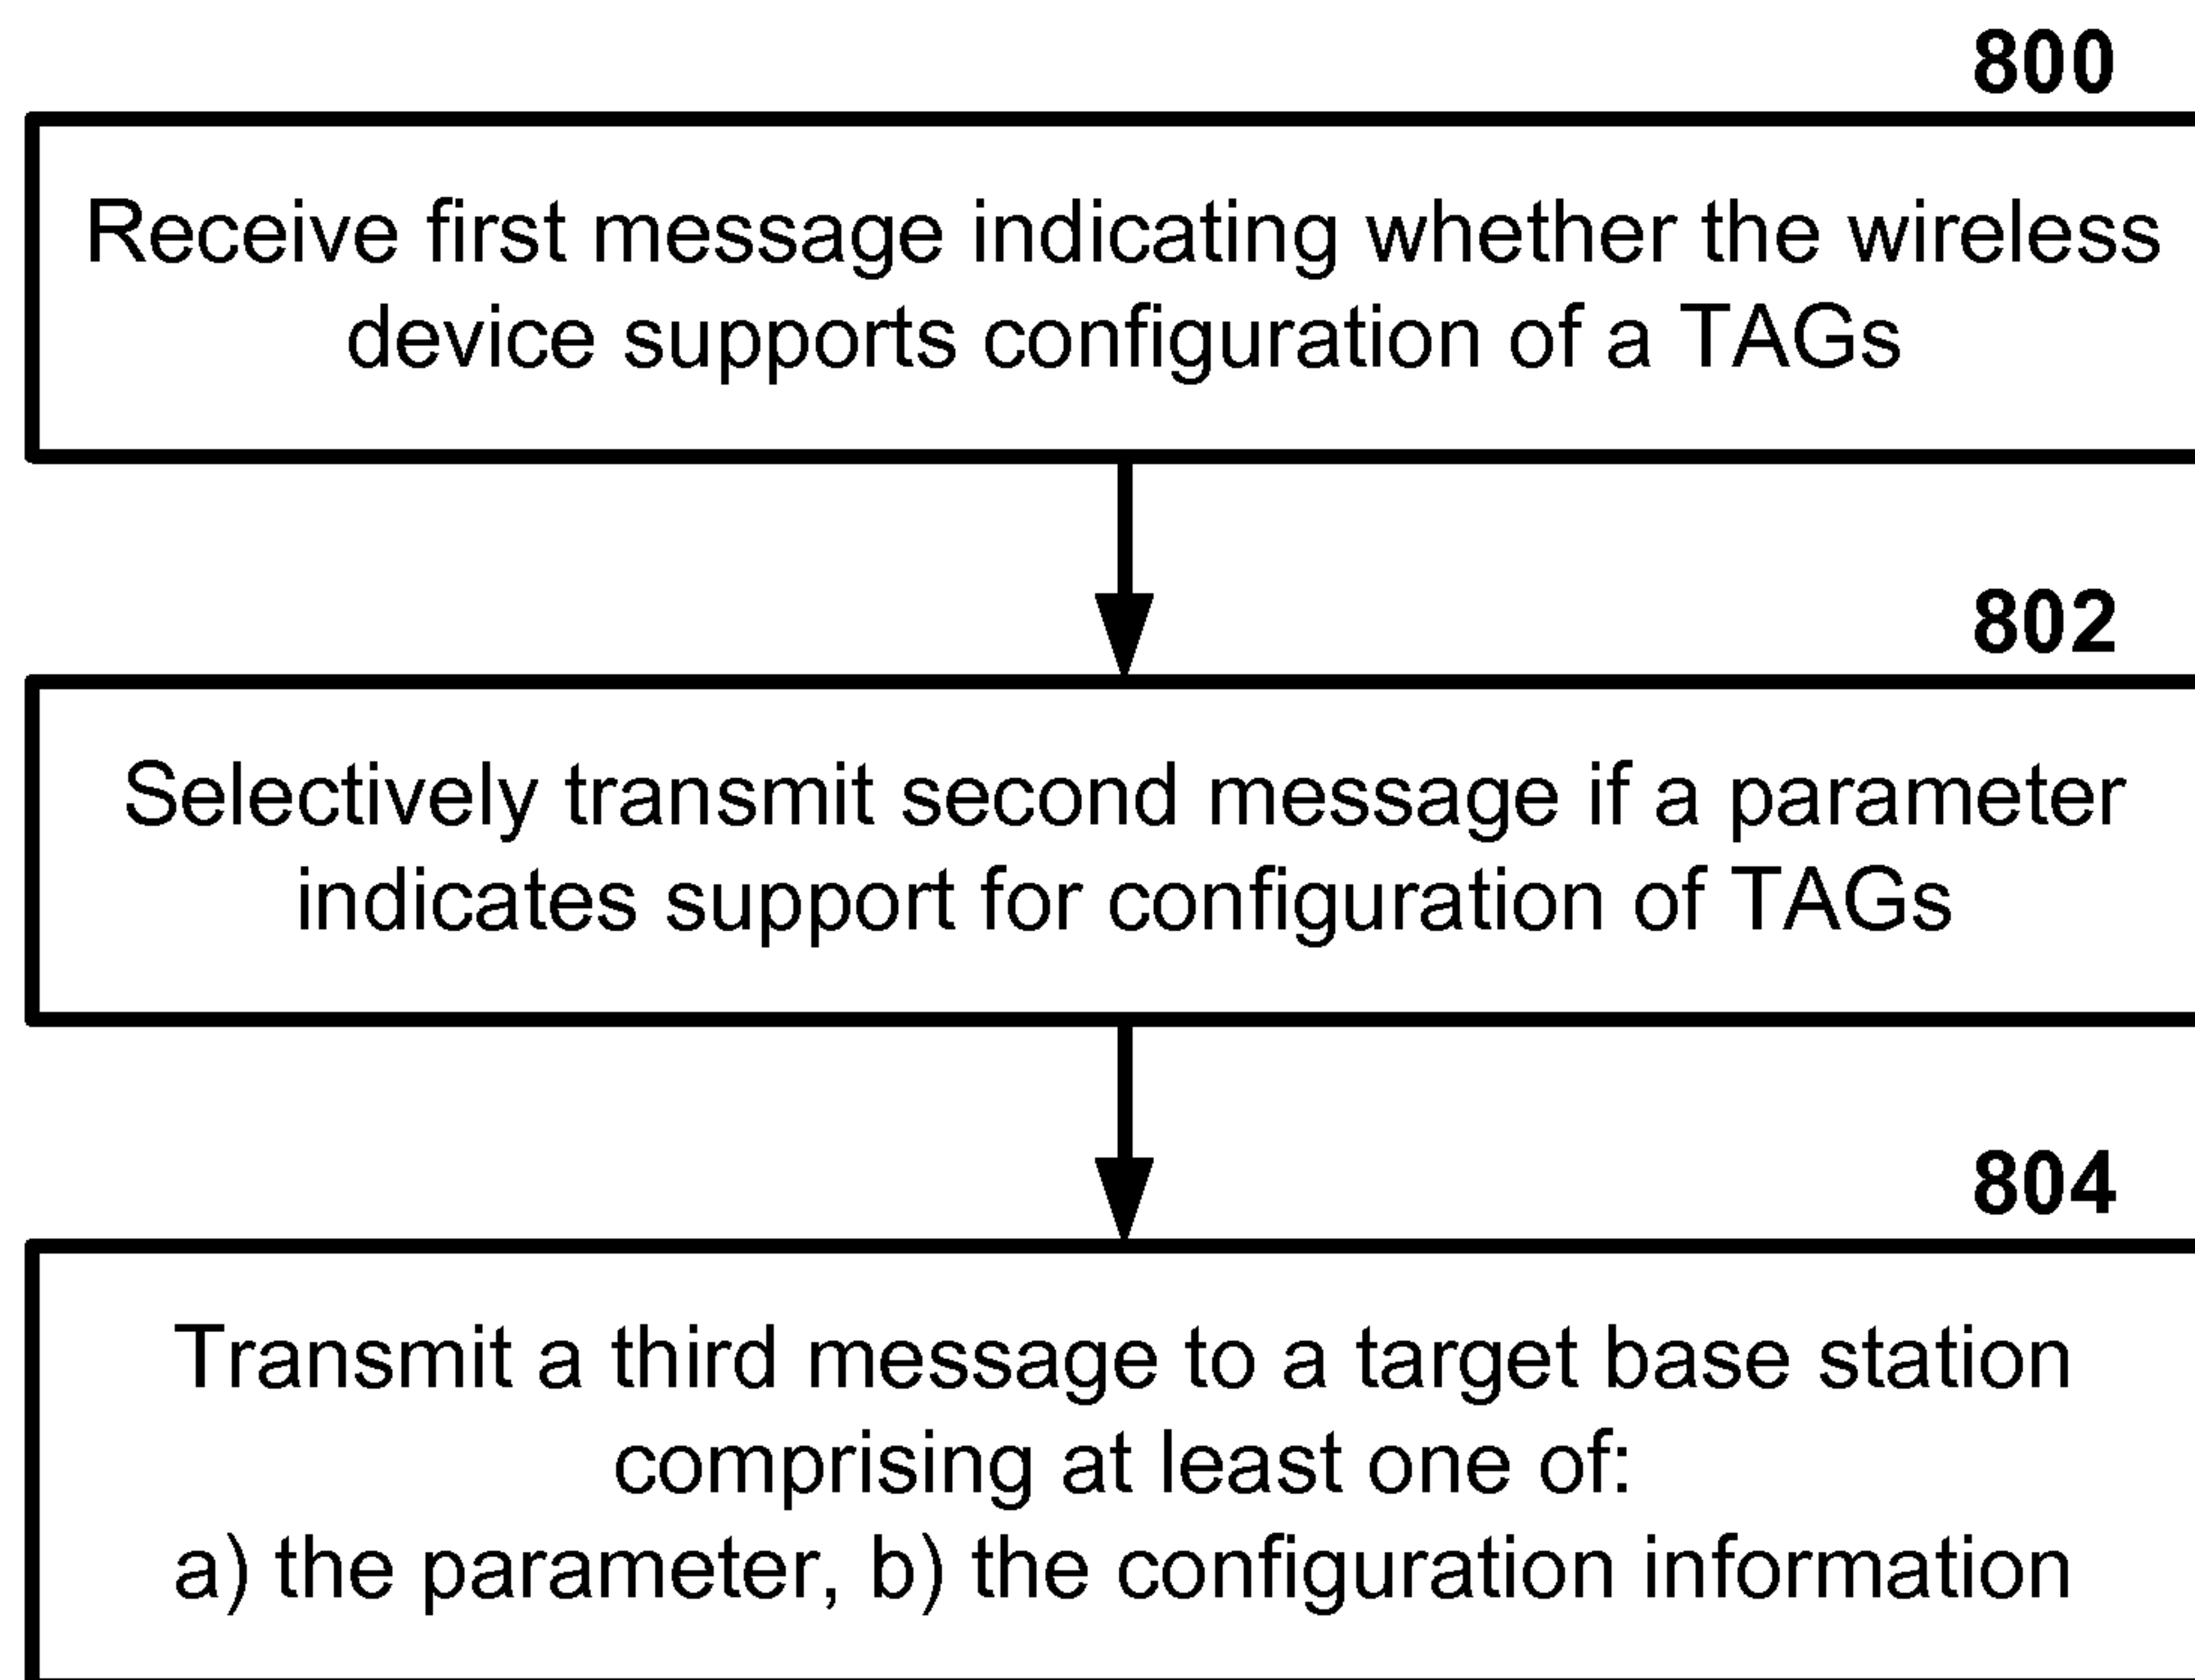 800
Receive first message indicating whether the wireless
device supports configuration of a TAGs
802
Selectively transmit second message if a parameter
indicates support for configuration of TAGs
804
Transmit a third message to a target base station
comprising at least one of:
a) the parameter, b) the configuration information